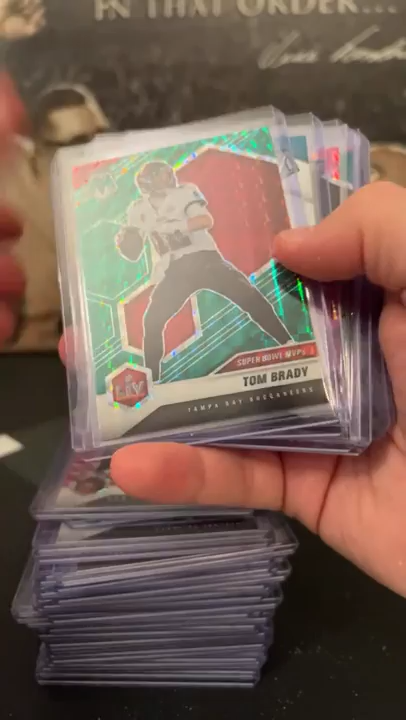 IN THAT ORDER...
SUPER BOWL MVPs
TOM BRADY
TAMPA BAY BUCCANEERS
LV